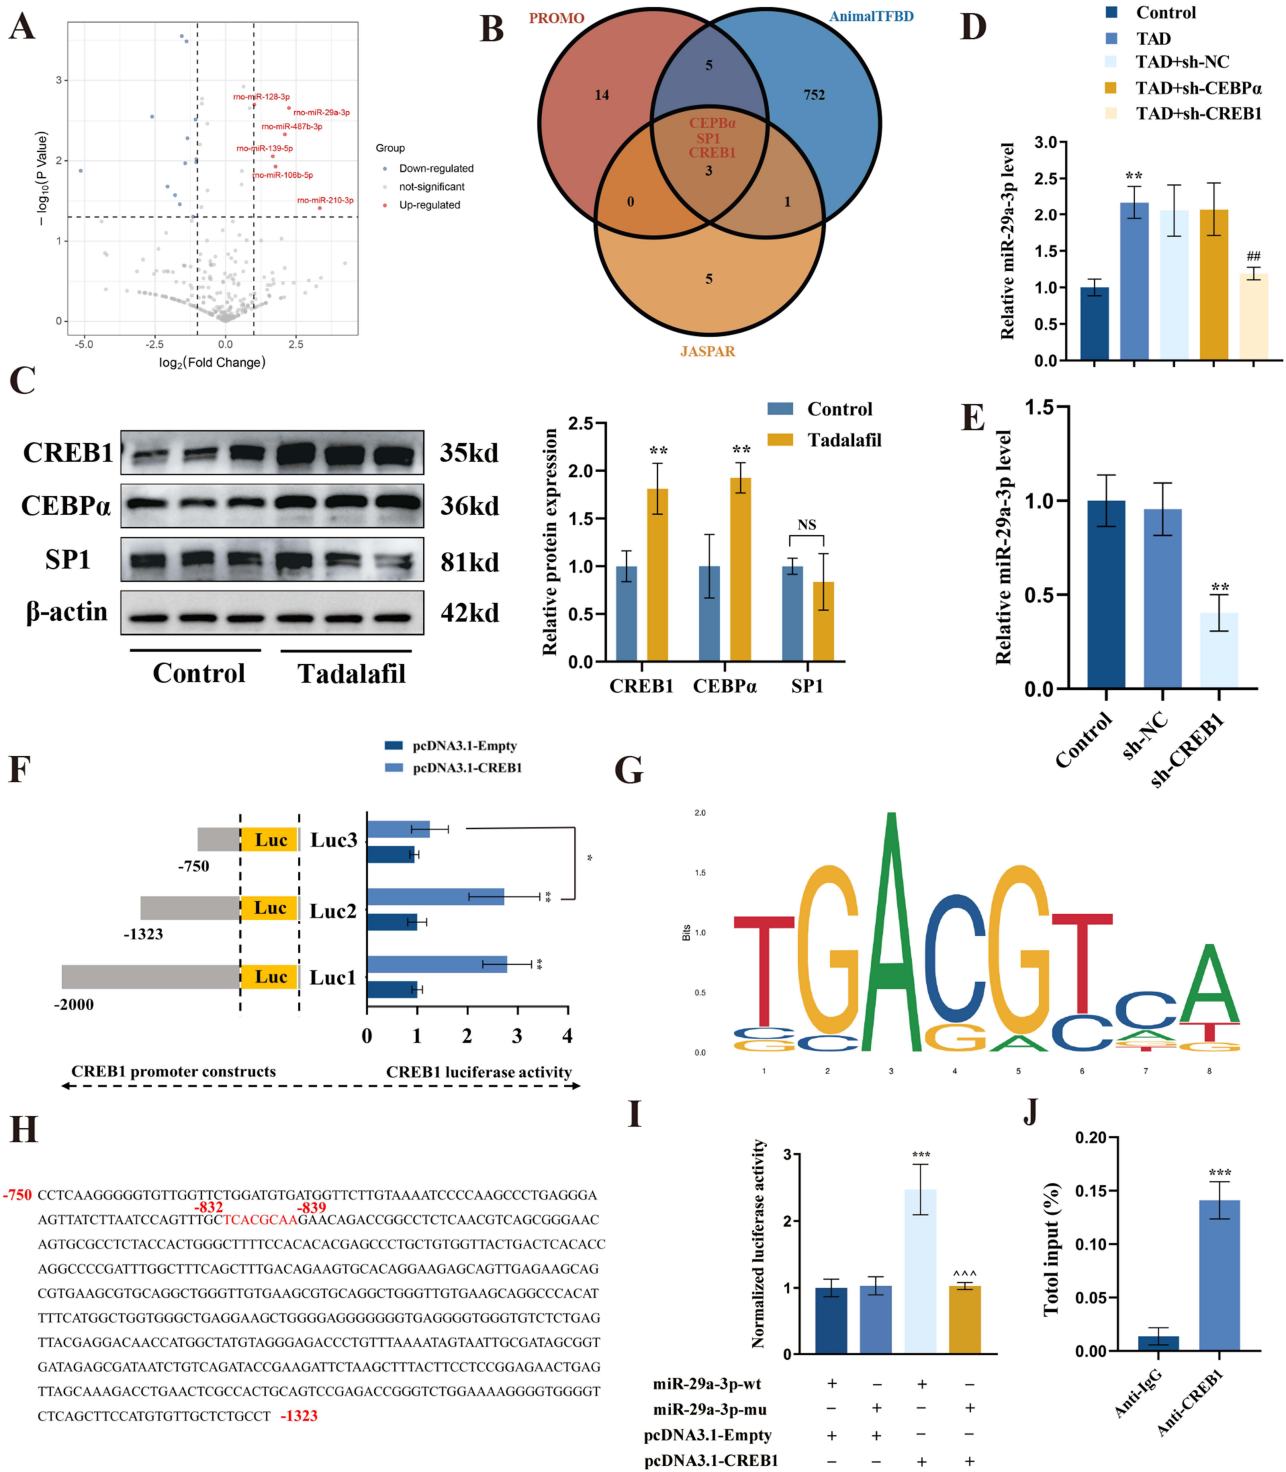 A
3
2
1
0
-5.0
-2.5
0.0
2.5
− log10(P Value)
log2(Fold Change)
rno-miR-128-3p
rno-miR-29a-3p
rno-miR-487b-3p
rno-miR-139-5p
rno-miR-106b-5p
rno-miR-210-3p
Group
Down-regulated
not-significant
Up-regulated
B
PROMO
AnimalTFBD
5
14
752
CEPBα
SP1
CREB1
3
0
1
5
JASPAR
D
Control
TAD
TAD+sh-NC
TAD+sh-CEBPα
TAD+sh-CREB1
Relative miR-29a-3p level
3.0
2.5
2.0
1.5
1.0
0.5
0.0
**
##
C
CREB1
35kd
CEBPα
36kd
SP1
81kd
β-actin
42kd
Control
Tadalafil
Control
Tadalafil
Relative protein expression
2.5
2.0
1.5
1.0
0.5
0.0
**
**
NS
CREB1
CEBPα
SP1
E
Relative miR-29a-3p level
1.5
1.0
0.5
0.0
**
Control
sh-NC
sh-CREB1
F
pcDNA3.1-Empty
pcDNA3.1-CREB1
Luc
Luc3
-750
*
Luc
Luc2
-1323
**
Luc
Luc1
-2000
**
0 1 2 3 4
CREB1 promoter constructs
CREB1 luciferase activity
G
Bits
2.0
1.5
1.0
0.5
0.0
T G A C G T C A
C C G A C A T
G T G
1 2 3 4 5 6 7 8
H
-750 CCTCAAGGGGGTGTTGGTTCTGGATGTGATGGTTCTTGTAAAATCCCCAAGCCCTGAGGGA
-832 -839
AGTTATCTTAATCCAGTTTGCTCACGCAAGAACAGACCGGCCTCTCAACGTCAGCGGGAAC
AGTGCGCCTCTACCACTGGGCTTTTCCACACACGAGCCCTGCTGTGGTTACTGACTCACACC
AGGCCCCGATTTGGCTTTCAGCTTTGACAGAAGTGCACAGGAAGAGCAGTTGAGAAGCAG
CGTGAAGCGTGCAGGCTGGGTTGTGAAGCGTGCAGGCTGGGTTGTGAAGCAGGCCCACAT
TTTCATGGCTGGTGGGCTGAGGAAGCTGGGGAGGGGGGGTGAGGGGTGGGTGTCTCTGAG
TTACGAGGACAACCATGGCTATGTAGGGAGACCCTGTTTAAAATAGTAATTGCGATAGCGGT
GATAGAGCGATAATCTGTCAGATACCGAAGATTCTAAGCTTTACTTCCTCCGGAGAACTGAG
TTAGCAAAGACCTGAACTCGCCACTGCAGTCCGAGACCGGGTCTGGAAAAGGGGTGGGGT
CTCAGCTTCCATGTGTTGCTCTGCCT -1323
I
Normalized luciferase activity
3
2
1
0
***
^^^
miR-29a-3p-wt + − + −
miR-29a-3p-mu − + − +
pcDNA3.1-Empty + + − −
pcDNA3.1-CREB1 − − + +
J
Totol input (%)
0.20
0.15
0.10
0.05
0.00
***
Anti-IgG
Anti-CREB1